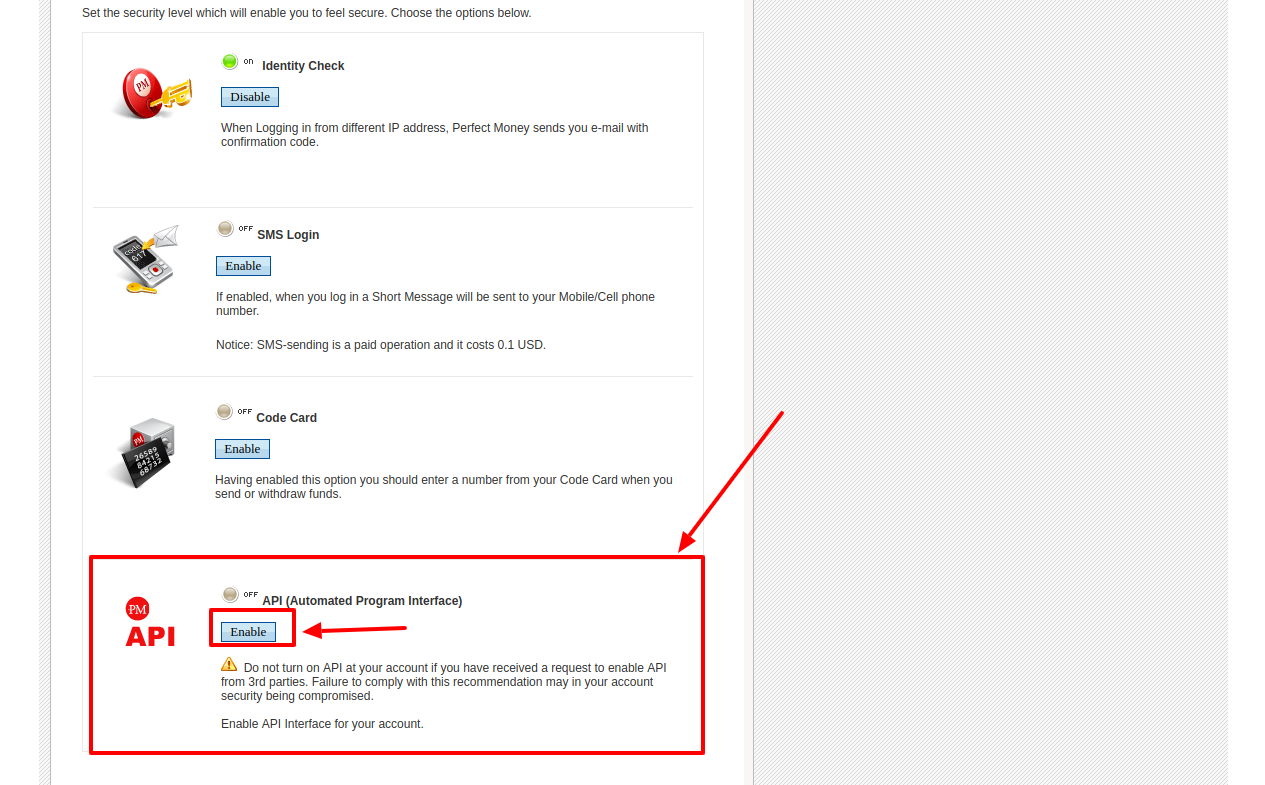 Set the security level which will enable you to feel secure. Choose the options below.
PM
on Identity Check
Disable
When Logging in from different IP address, Perfect Money sends you e-mail with
confirmation code.
code
617
OFF SMS Login
Enable
If enabled, when you log in a Short Message will be sent to your Mobile/Cell phone
number.
Notice: SMS-sending is a paid operation and it costs 0.1 USD.
PM
26589
84215
68732
OFF Code Card
Enable
Having enabled this option you should enter a number from your Code Card when you
send or withdraw funds.
PM
API
OFF API (Automated Program Interface)
Enable
Do not turn on API at your account if you have received a request to enable API
from 3rd parties. Failure to comply with this recommendation may in your account
security being compromised.
Enable API Interface for your account.